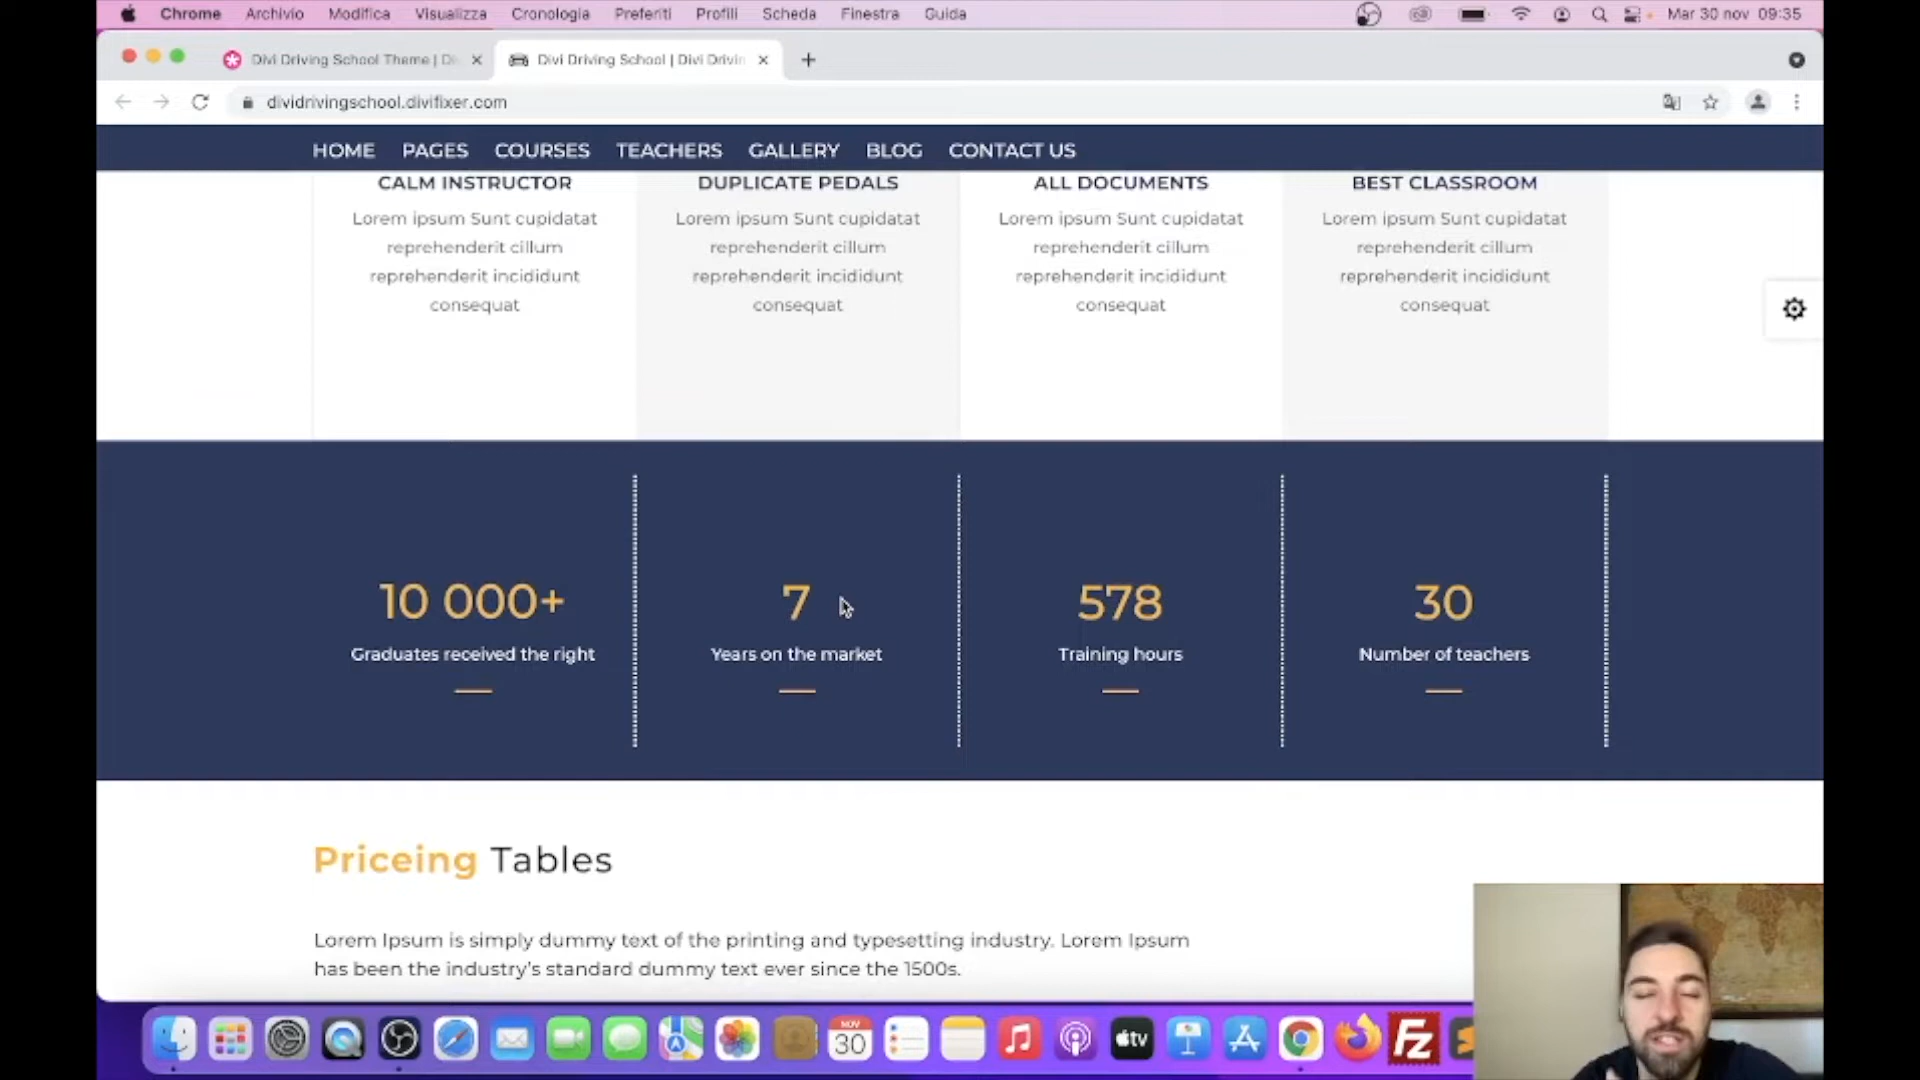 Chrome Archivio Modifica Visualizza Cronologia Preferiti Profili Scheda Finestra Guida Mar 30 nov 09:35
Divi Driving School Theme | Di
Divi Driving School | Divi Drivin
dividrivingschool.divifixer.com
HOME PAGES COURSES TEACHERS GALLERY BLOG CONTACT US
CALM INSTRUCTOR
Lorem ipsum Sunt cupidatat
reprehenderit cillum
reprehenderit incididunt
consequat
DUPLICATE PEDALS
Lorem ipsum Sunt cupidatat
reprehenderit cillum
reprehenderit incididunt
consequat
ALL DOCUMENTS
Lorem ipsum Sunt cupidatat
reprehenderit cillum
reprehenderit incididunt
consequat
BEST CLASSROOM
Lorem ipsum Sunt cupidatat
reprehenderit cillum
reprehenderit incididunt
consequat
10 000+
Graduates received the right
7
Years on the market
578
Training hours
30
Number of teachers
Priceing Tables
Lorem Ipsum is simply dummy text of the printing and typesetting industry. Lorem Ipsum
has been the industry's standard dummy text ever since the 1500s.
NOV
30
tv
FZ